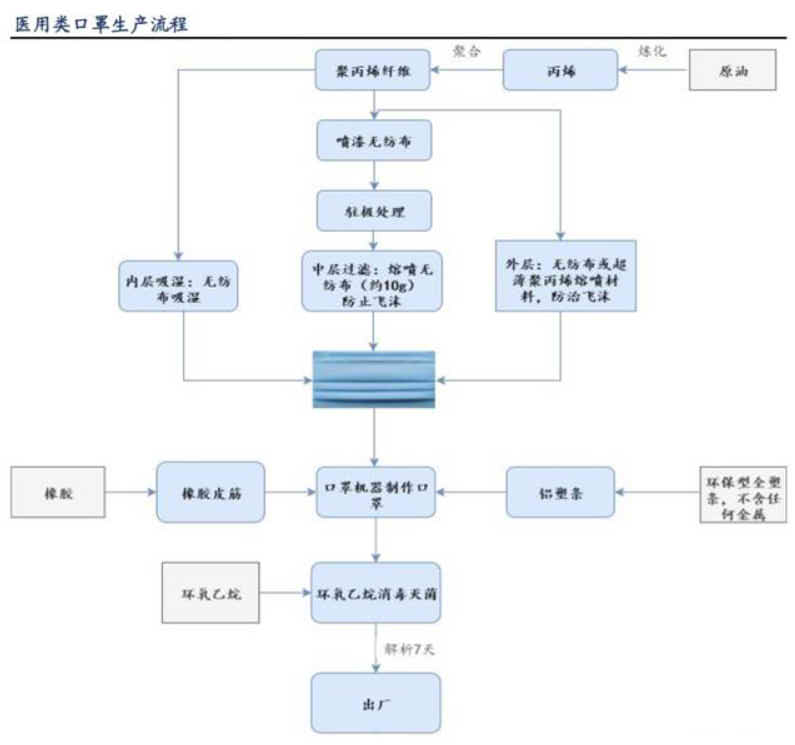 医用类口罩生产流程
聚丙烯纤维
聚合
丙烯
炼化
原油
喷漆无纺布
驻极处理
内层吸湿：无纺
布吸湿
中层过滤：熔喷无
纺布（约10g）
防止飞沫
外层：无纺布或超
薄聚丙烯熔喷材
料，防治飞沫
橡胶
橡胶皮筋
口罩机器制作口
罩
铝塑条
环保型全塑
条，不含任
何金属
环氧乙烷
环氧乙烷消毒灭菌
解析7天
出厂